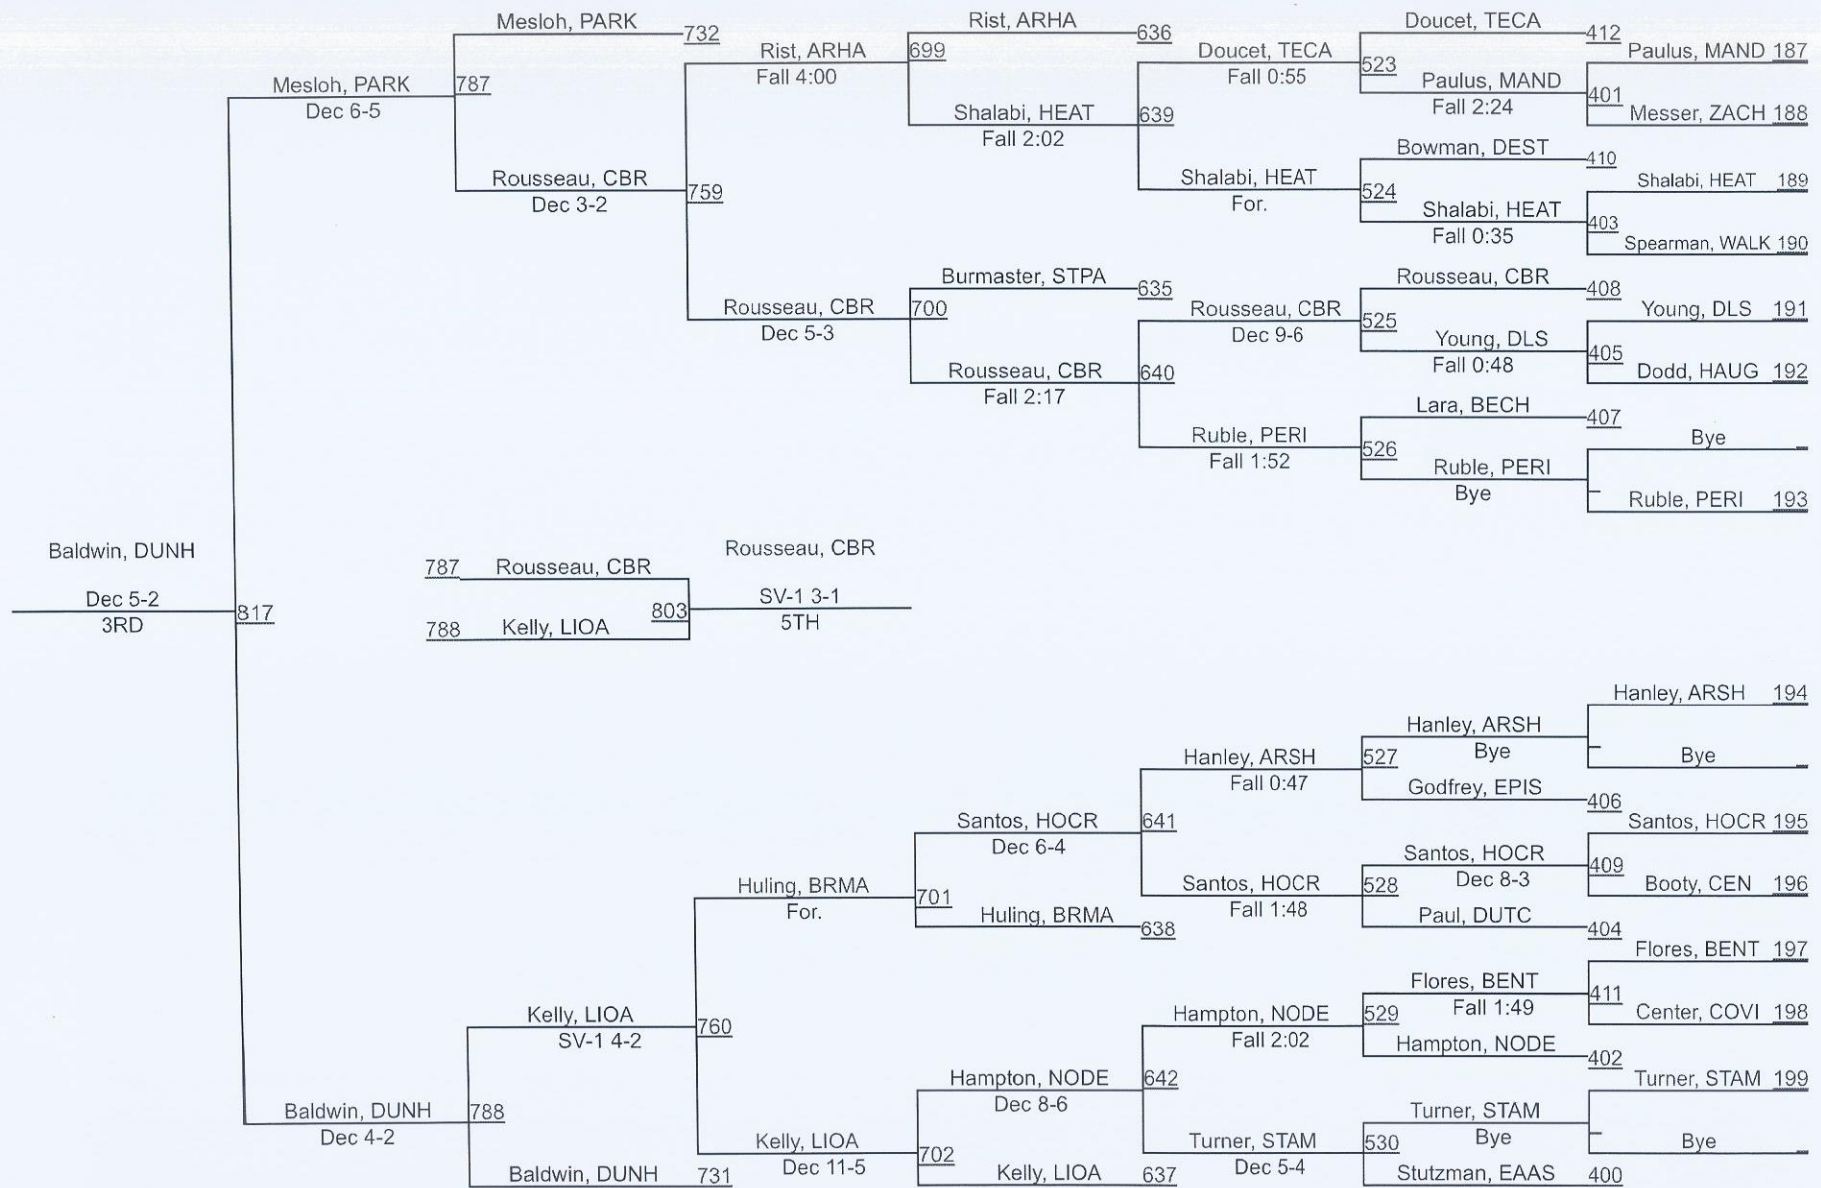 Mesloh, PARK
732
Rist, ARHA
636
Doucet, TECA
412
Rist, ARHA
Fall 4:00
699
Doucet, TECA
Fall 0:55
523
Paulus, MAND 187
Mesloh, PARK
Dec 6-5
787
Paulus, MAND
Fall 2:24
401
Messer, ZACH 188
Shalabi, HEAT
Fall 2:02
639
Bowman, DEST
410
Rousseau, CBR
Dec 3-2
759
Shalabi, HEAT
For.
524
Shalabi, HEAT 189
Shalabi, HEAT
Fall 0:35
403
Spearman, WALK 190
Burmaster, STPA
635
Rousseau, CBR
408
Rousseau, CBR
Dec 5-3
700
Rousseau, CBR
Dec 9-6
525
Young, DLS 191
Young, DLS
Fall 0:48
405
Dodd, HAUG 192
Rousseau, CBR
Fall 2:17
640
Lara, BECH
407
Ruble, PERI
Fall 1:52
526
Bye
Ruble, PERI
Bye
Ruble, PERI 193
Baldwin, DUNH
Dec 5-2
3RD
817
787 Rousseau, CBR
788 Kelly, LIOA
803
Rousseau, CBR
SV-1 3-1
5TH
Hanley, ARSH 194
Hanley, ARSH
Bye
Bye
Hanley, ARSH
Fall 0:47
527
Godfrey, EPIS
406
Santos, HOCR
Dec 6-4
641
Santos, HOCR 195
Santos, HOCR
Dec 8-3
409
Booty, CEN 196
Huling, BRMA
For.
701
Santos, HOCR
Fall 1:48
528
Huling, BRMA
638
Paul, DUTC
404
Flores, BENT 197
Flores, BENT
Fall 1:49
411
Center, COVI 198
Kelly, LIOA
SV-1 4-2
760
Hampton, NODE
Fall 2:02
529
Hampton, NODE
402
Hampton, NODE
Dec 8-6
642
Turner, STAM 199
Baldwin, DUNH
Dec 4-2
788
Turner, STAM
Bye
Bye
Kelly, LIOA
Dec 11-5
702
Turner, STAM
Dec 5-4
530
Baldwin, DUNH
731
Kelly, LIOA
637
Stutzman, EAAS
400